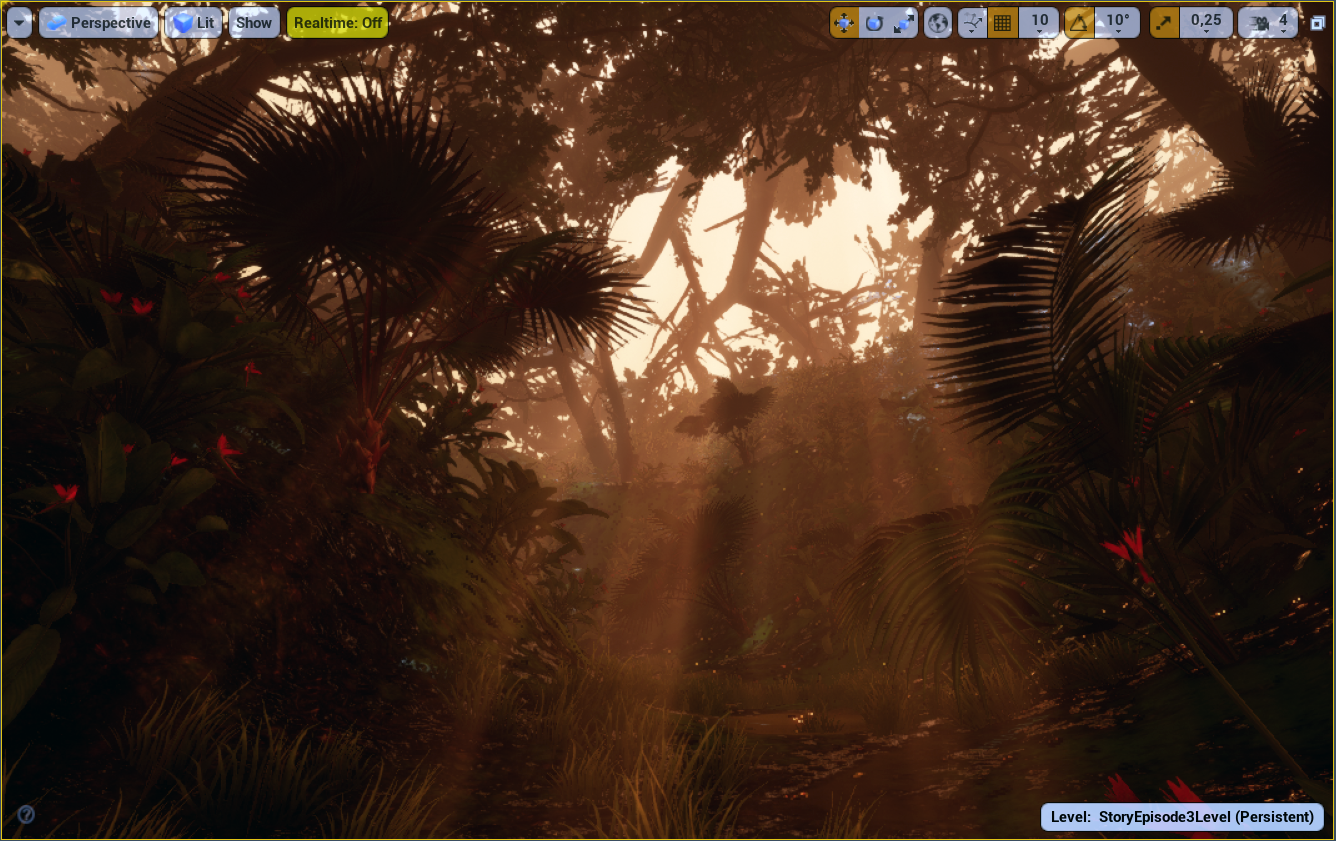 Perspective
Lit
Show
Realtime: Off
10
10°
0,25
4
Level: StoryEpisode3Level (Persistent)